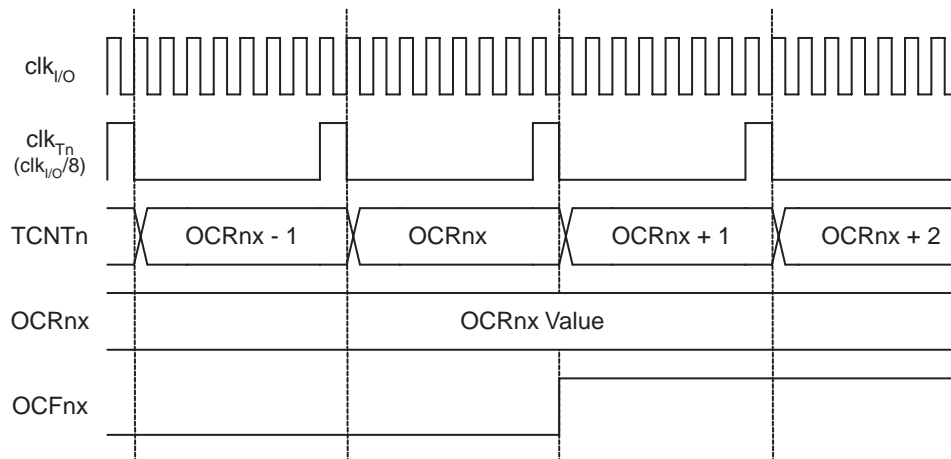 clkI/O
clkTn
(clkI/O/8)
TCNTn
OCRnx - 1
OCRnx
OCRnx + 1
OCRnx + 2
OCRnx
OCRnx Value
OCFnx